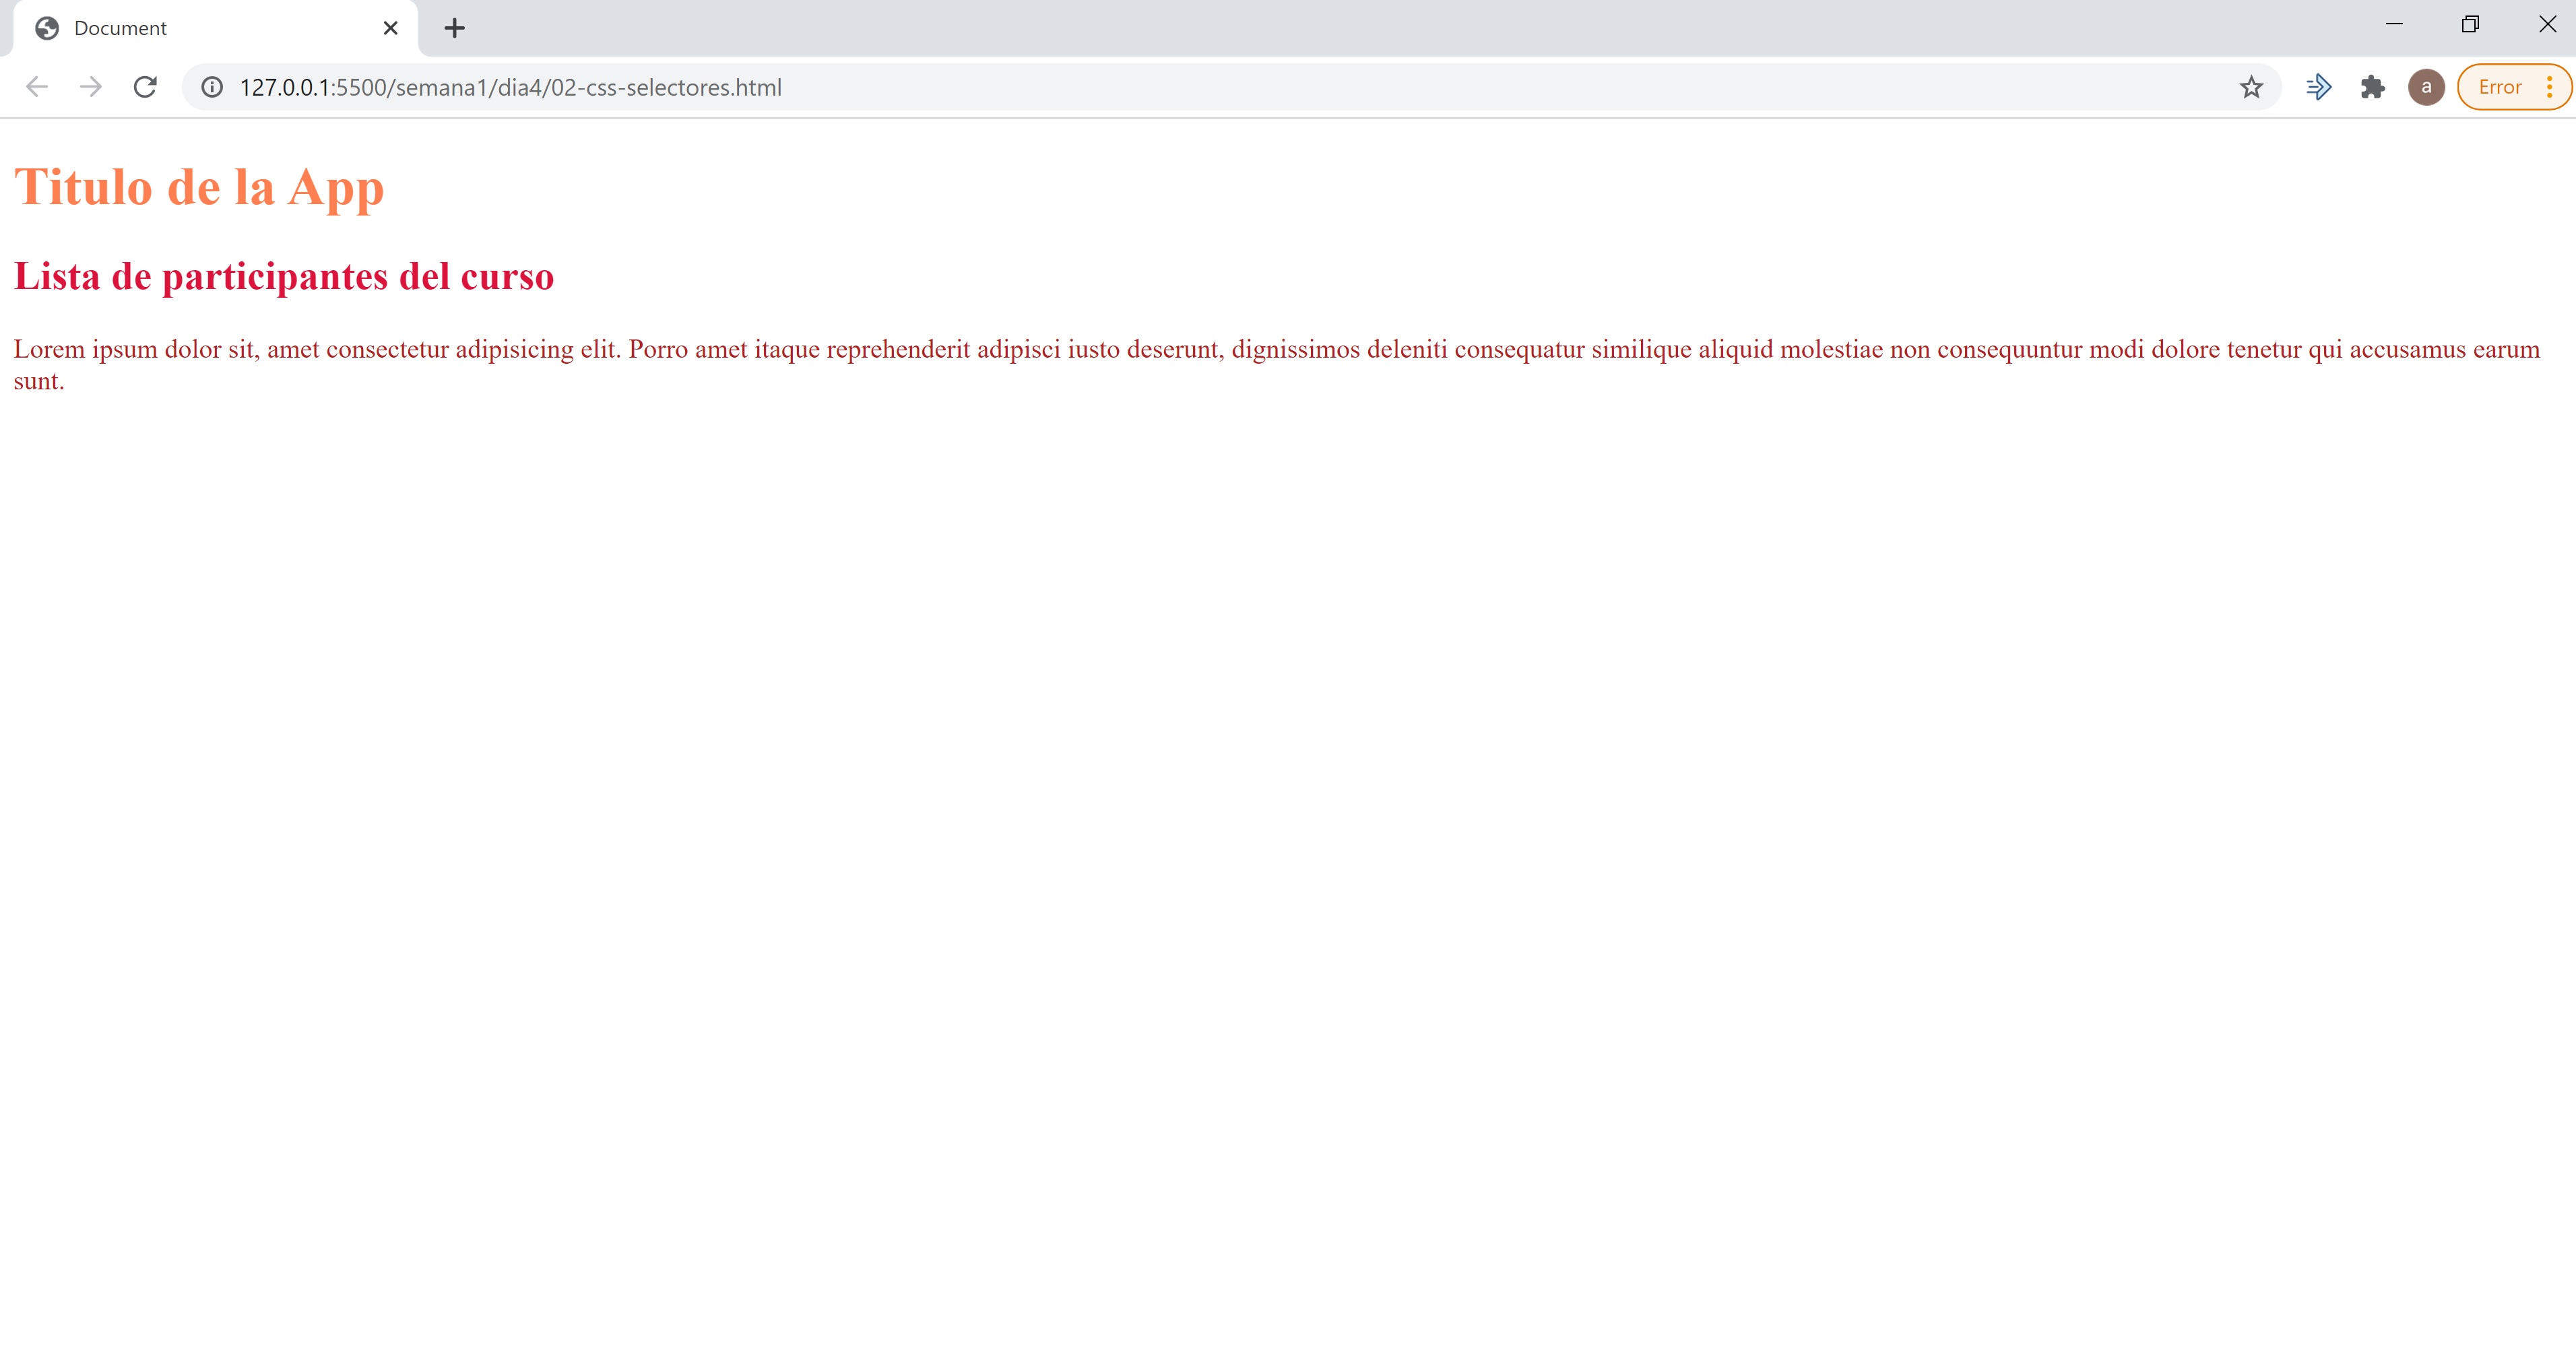 Document
127.0.0.1:5500/semana1/dia4/02-css-selectores.html
a
Error
Titulo de la App
Lista de participantes del curso
Lorem ipsum dolor sit, amet consectetur adipisicing elit. Porro amet itaque reprehenderit adipisci iusto deserunt, dignissimos deleniti consequatur similique aliquid molestiae non consequuntur modi dolore tenetur qui accusamus earum
sunt.